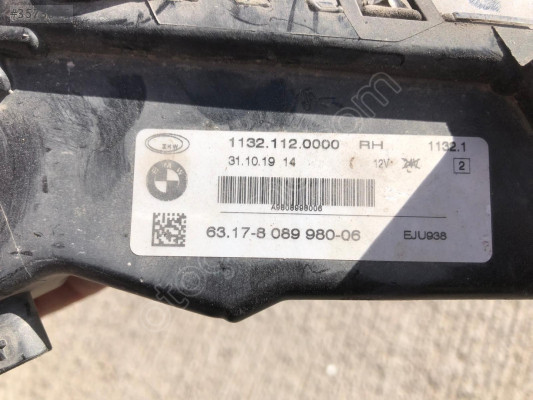 1132.112.0000 RH 1132.1
31.10.19 14 12V
2
63.17-8 089 980-06 EJU938